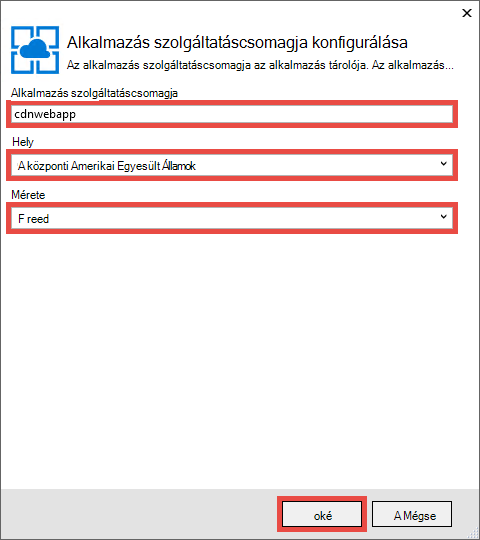 Alkalmazás szolgáltatáscsomagja konfigurálása
Az alkalmazás szolgáltatáscsomagja az alkalmazás tárolója. Az alkalmazás...
Alkalmazás szolgáltatáscsomagja
cdnwebapp
Hely
A központi Amerikai Egyesült Államok
Mérete
F reed
oké
A Mégse